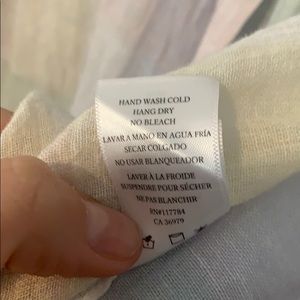 HAND WASH COLD
HANG DRY
NO BLEACH
LAVAR A MANO EN AGUA FRÍA
SECAR COLGADO
NO USAR BLANQUEADOR
LAVER À LA FROIDE
SUSPENDRE POUR SÉCHER
NE PAS BLANCHIR
RN#117784
CA 36979